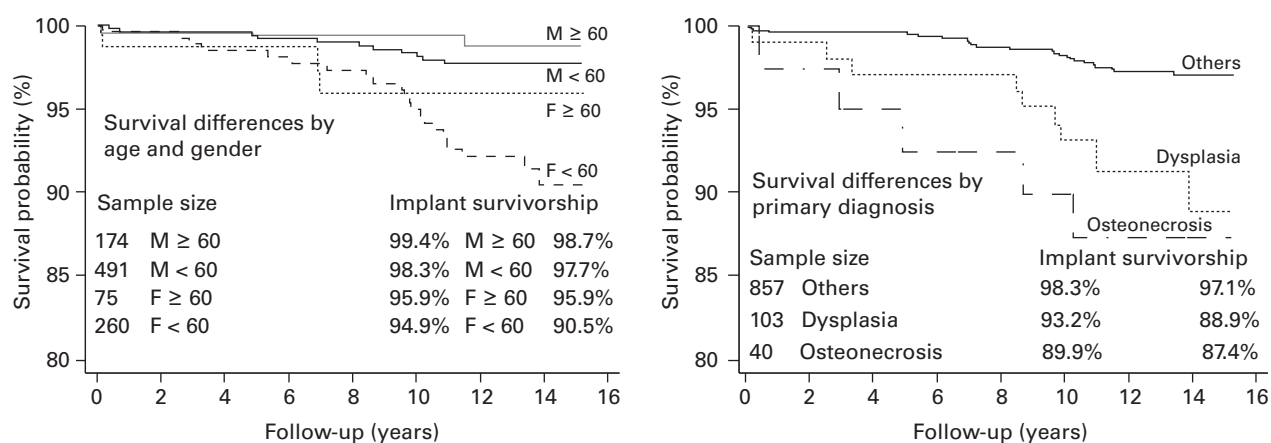 100
95
90
85
80
Survival probability (%)
0 2 4 6 8 10 12 14 16
Follow-up (years)
M ≥ 60
M < 60
F ≥ 60
F < 60
Survival differences by
age and gender
Sample size Implant survivorship
174 M ≥ 60 99.4% M ≥ 60 98.7%
491 M < 60 98.3% M < 60 97.7%
75 F ≥ 60 95.9% F ≥ 60 95.9%
260 F < 60 94.9% F < 60 90.5%
100
95
90
85
80
Survival probability (%)
0 2 4 6 8 10 12 14 16
Follow-up (years)
Others
Dysplasia
Osteonecrosis
Survival differences by
primary diagnosis
Sample size Implant survivorship
857 Others 98.3% 97.1%
103 Dysplasia 93.2% 88.9%
40 Osteonecrosis 89.9% 87.4%